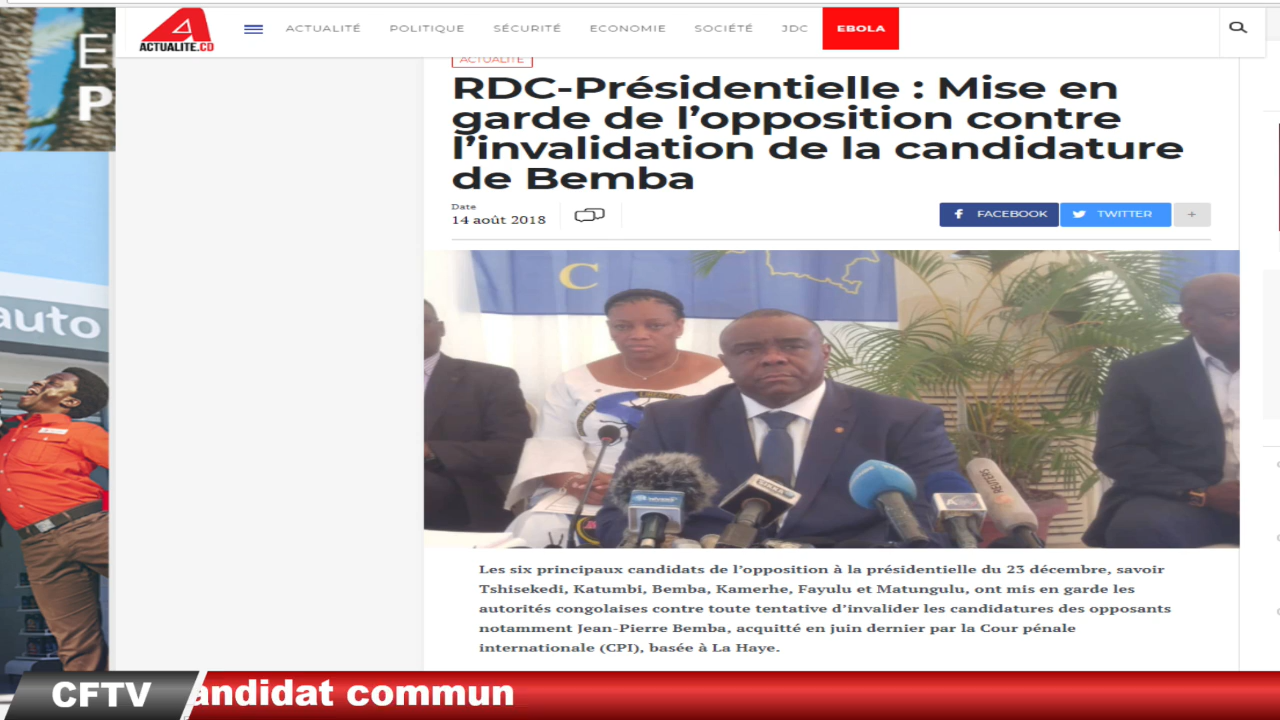 ACTUALITE.CD
ACTUALITÉ POLITIQUE SÉCURITÉ ECONOMIE SOCIÉTÉ JDC EBOLA
ACTUALITÉ
RDC-Présidentielle : Mise en
garde de l’opposition contre
l’invalidation de la candidature
de Bemba
Date
14 août 2018
FACEBOOK TWITTER +
P
auto
C
REUTERS
Les six principaux candidats de l’opposition à la présidentielle du 23 décembre, savoir
Tshisekedi, Katumbi, Bemba, Kamerhe, Fayulu et Matungulu, ont mis en garde les
autorités congolaises contre toute tentative d’invalider les candidatures des opposants
notamment Jean-Pierre Bemba, acquitté en juin dernier par la Cour pénale
internationale (CPI), basée à La Haye.
CFTV andidat commun